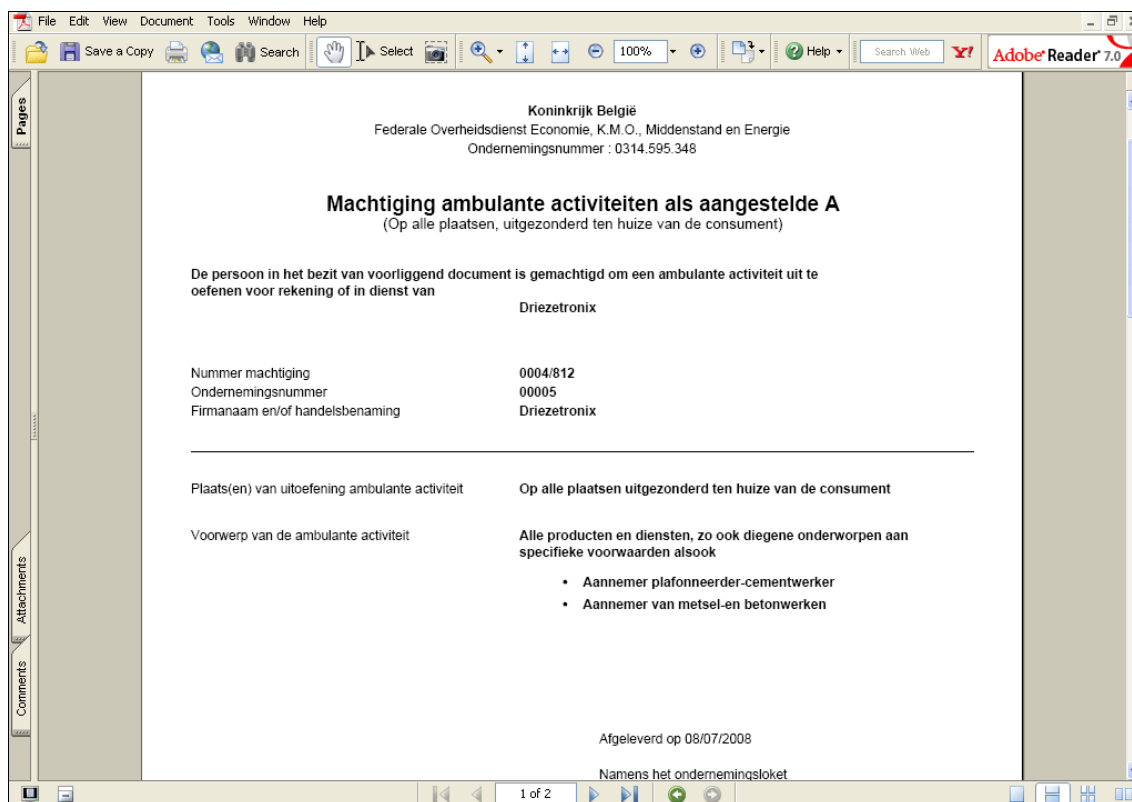 File Edit View Document Tools Window Help
Save a Copy Search Select 100% Help Search Web Y! Adobe Reader 7.0
Pages
Attachments
Comments
Koninkrijk België
Federale Overheidsdienst Economie, K.M.O., Middenstand en Energie
Ondernemingsnummer : 0314.595.348
Machtiging ambulante activiteiten als aangestelde A
(Op alle plaatsen, uitgezonderd ten huize van de consument)
De persoon in het bezit van voorliggend document is gemachtigd om een ambulante activiteit uit te
oefenen voor rekening of in dienst van
Driezetronix
Nummer machtiging 0004/812
Ondernemingsnummer 00005
Firmanaam en/of handelsbenaming Driezetronix
Plaats(en) van uitoefening ambulante activiteit Op alle plaatsen uitgezonderd ten huize van de consument
Voorwerp van de ambulante activiteit Alle producten en diensten, zo ook diegene onderworpen aan
specifieke voorwaarden alsook
• Aannemer plafonneerder-cementwerker
• Aannemer van metsel-en betonwerken
Afgeleverd op 08/07/2008
Namens het ondernemingsloket
1 of 2